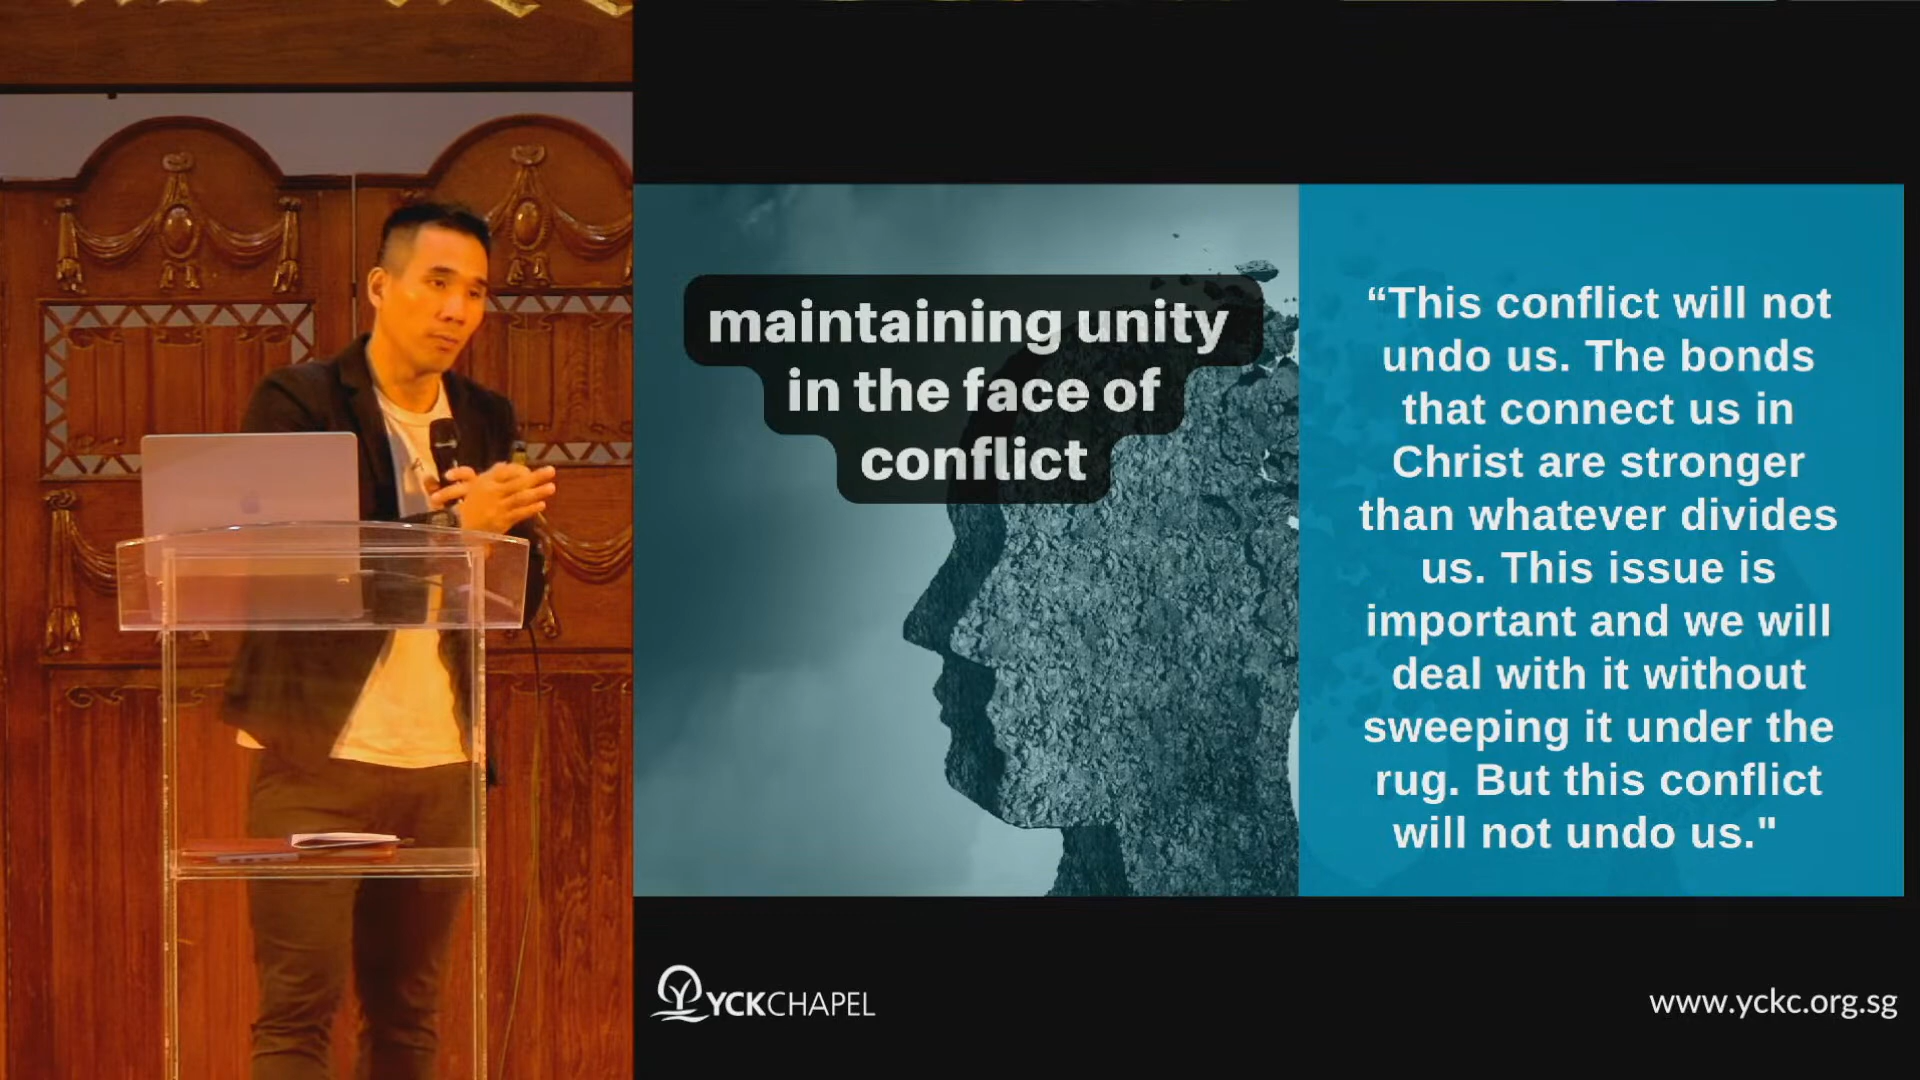 maintaining unity
in the face of
conflict
“This conflict will not
undo us. The bonds
that connect us in
Christ are stronger
than whatever divides
us. This issue is
important and we will
deal with it without
sweeping it under the
rug. But this conflict
will not undo us."
YCKCHAPEL
www.yckc.org.sg